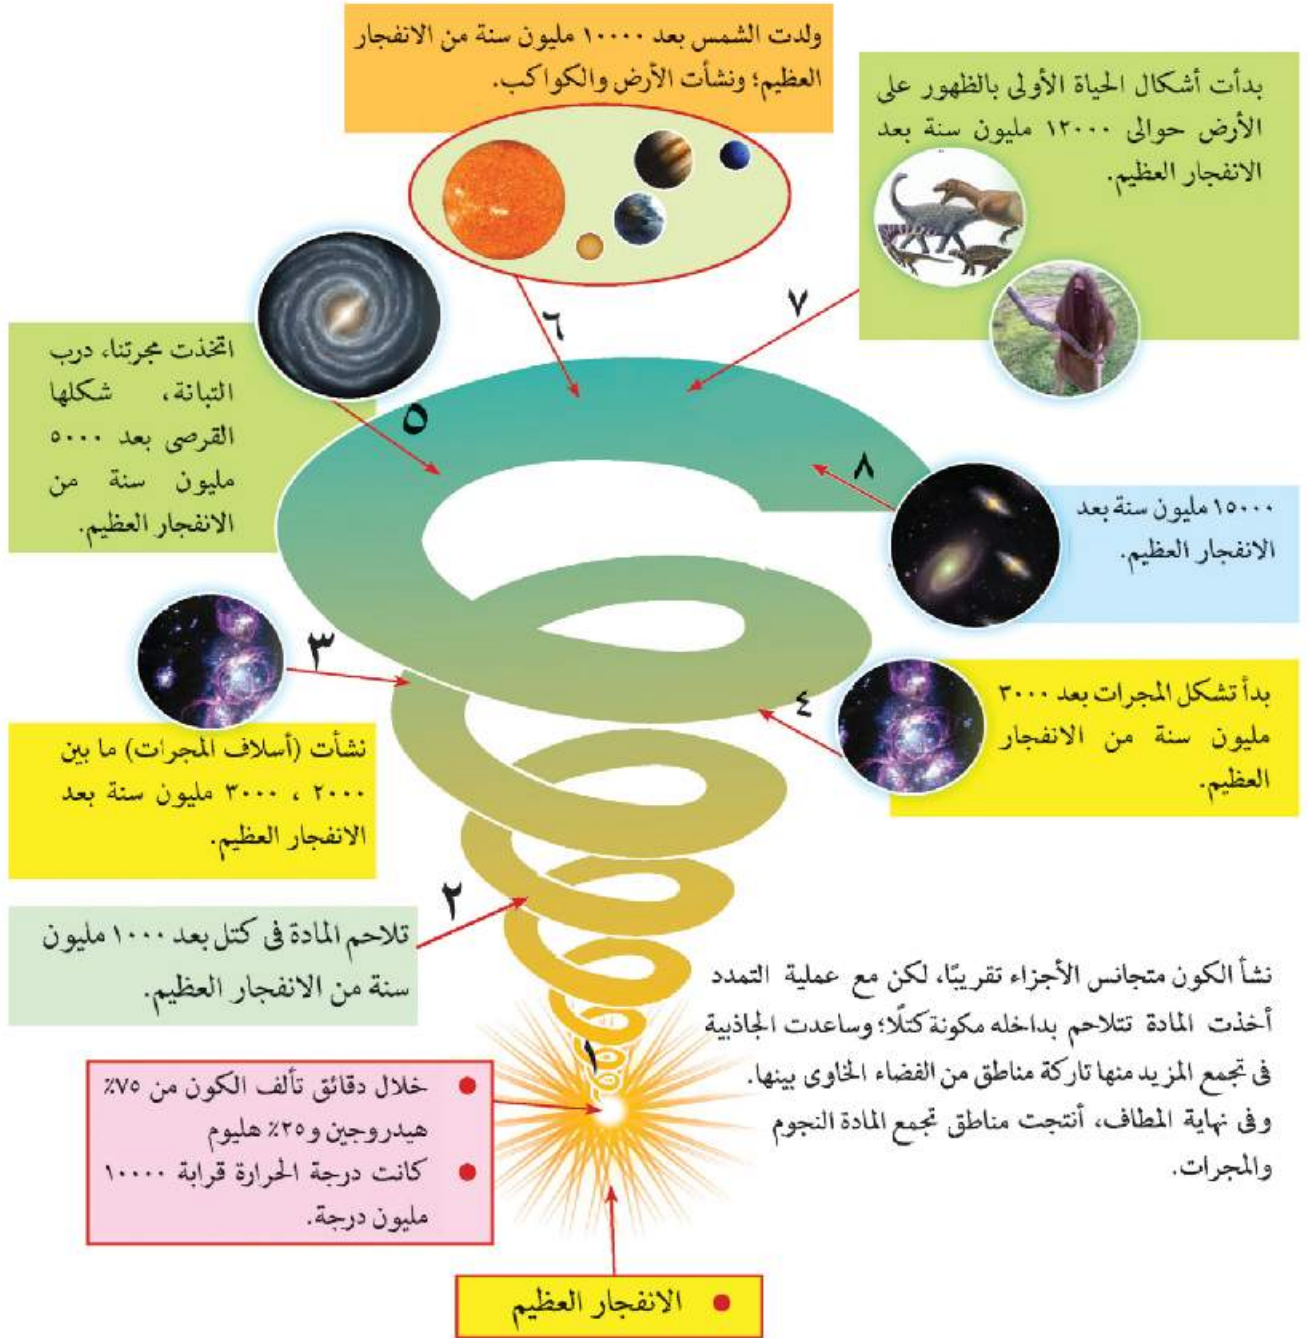 ولدت الشمس بعد ١٠٠٠٠ مليون سنة من الانفجار
العظيم؛ ونشأت الأرض والكواكب.
بدأت أشكال الحياة الأولى بالظهور على
الأرض حوالى ١٢٠٠٠ مليون سنة بعد
الانفجار العظيم.
٦
٧
اتخذت مجرتنا، درب
التبانة، شكلها
القرصى بعد ٥٠٠٠
مليون سنة من
الانفجار العظيم.
٥
٨
١٥٠٠٠ مليون سنة بعد
الانفجار العظيم.
٣
نشأت (أسلاف المجرات) ما بين
٢٠٠٠ ، ٣٠٠٠ مليون سنة بعد
الانفجار العظيم.
٤
بدأ تشكل المجرات بعد ٣٠٠٠
مليون سنة من الانفجار
العظيم.
٢
تلاحم المادة فى كتل بعد ١٠٠٠ مليون
سنة من الانفجار العظيم.
نشأ الكون متجانس الأجزاء تقريبًا، لكن مع عملية التمدد
أخذت المادة تتلاحم بداخله مكونة كتلًا؛ وساعدت الجاذبية
فى تجمع المزيد منها تاركة مناطق من الفضاء الخاوى بينها.
وفى نهاية المطاف، أنتجت مناطق تجمع المادة النجوم
والمجرات.
١
• خلال دقائق تألف الكون من ٧٥٪
هيدروجين و ٢٥٪ هليوم
• كانت درجة الحرارة قرابة ١٠٠٠٠
مليون درجة.
• الانفجار العظيم